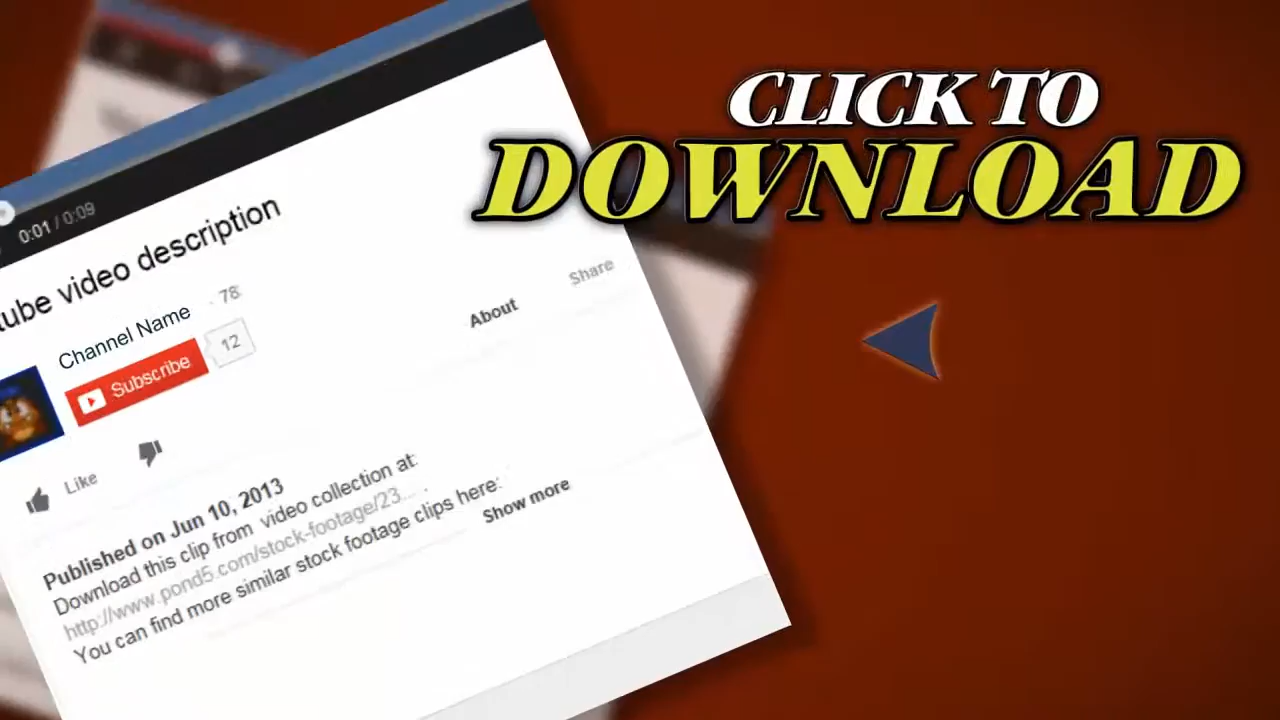 CLICK TO
DOWNLOAD
0:01 / 0:09
tube video description
Channel Name
78
Subscribe
12
About
Share
Like
Published on Jun 10, 2013
Download this clip from video collection at:
http://www.pond5.com/stock-footage/23...
You can find more similar stock footage clips here:
Show more